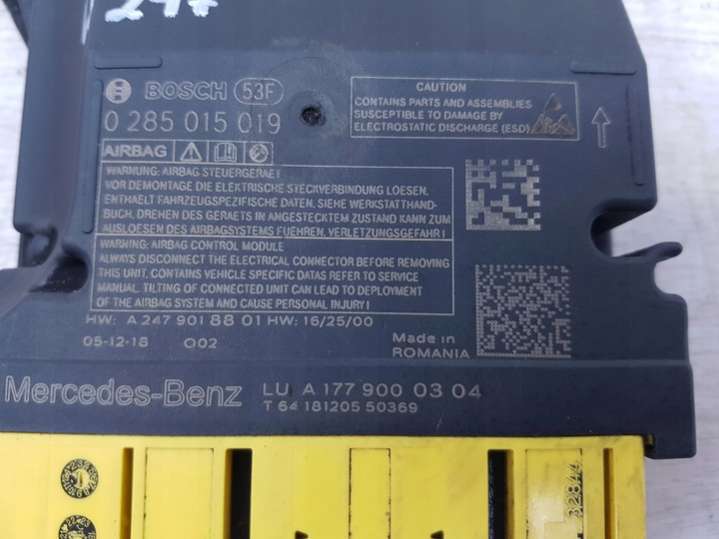 247
BOSCH 53F
0 285 015 019
CAUTION
CONTAINS PARTS AND ASSEMBLIES
SUSCEPTIBLE TO DAMAGE BY
ELECTROSTATIC DISCHARGE (ESD)
AIRBAG
WARNUNG: AIRBAG STEUERGERAET
VOR DEMONTAGE DIE ELEKTRISCHE STECKVERBINDUNG LOESEN.
ENTHAELT FAHRZEUGSPEZIFISCHE DATEN. SIEHE WERKSTATTHAND-
BUCH. DREHEN DES GERAETS IN ANGESTECKTEM ZUSTAND KANN ZUM
AUSLOESEN DES AIRBAGSYSTEMS FUEHREN. VERLETZUNGSGEFAHR!
WARNING: AIRBAG CONTROL MODULE
ALWAYS DISCONNECT THE ELECTRICAL CONNECTOR BEFORE REMOVING
THIS UNIT. CONTAINS VEHICLE SPECIFIC DATAS REFER TO SERVICE
MANUAL. TILTING OF CONNECTED UNIT CAN LEAD TO DEPLOYMENT
OF THE AIRBAG SYSTEM AND CAUSE PERSONAL INJURY!
HW: A 247 901 88 01 HW: 16/25/00
05-12-18 002
Made in
ROMANIA
Mercedes-Benz LU A 177 900 03 04
T 64 181205 50369
32844